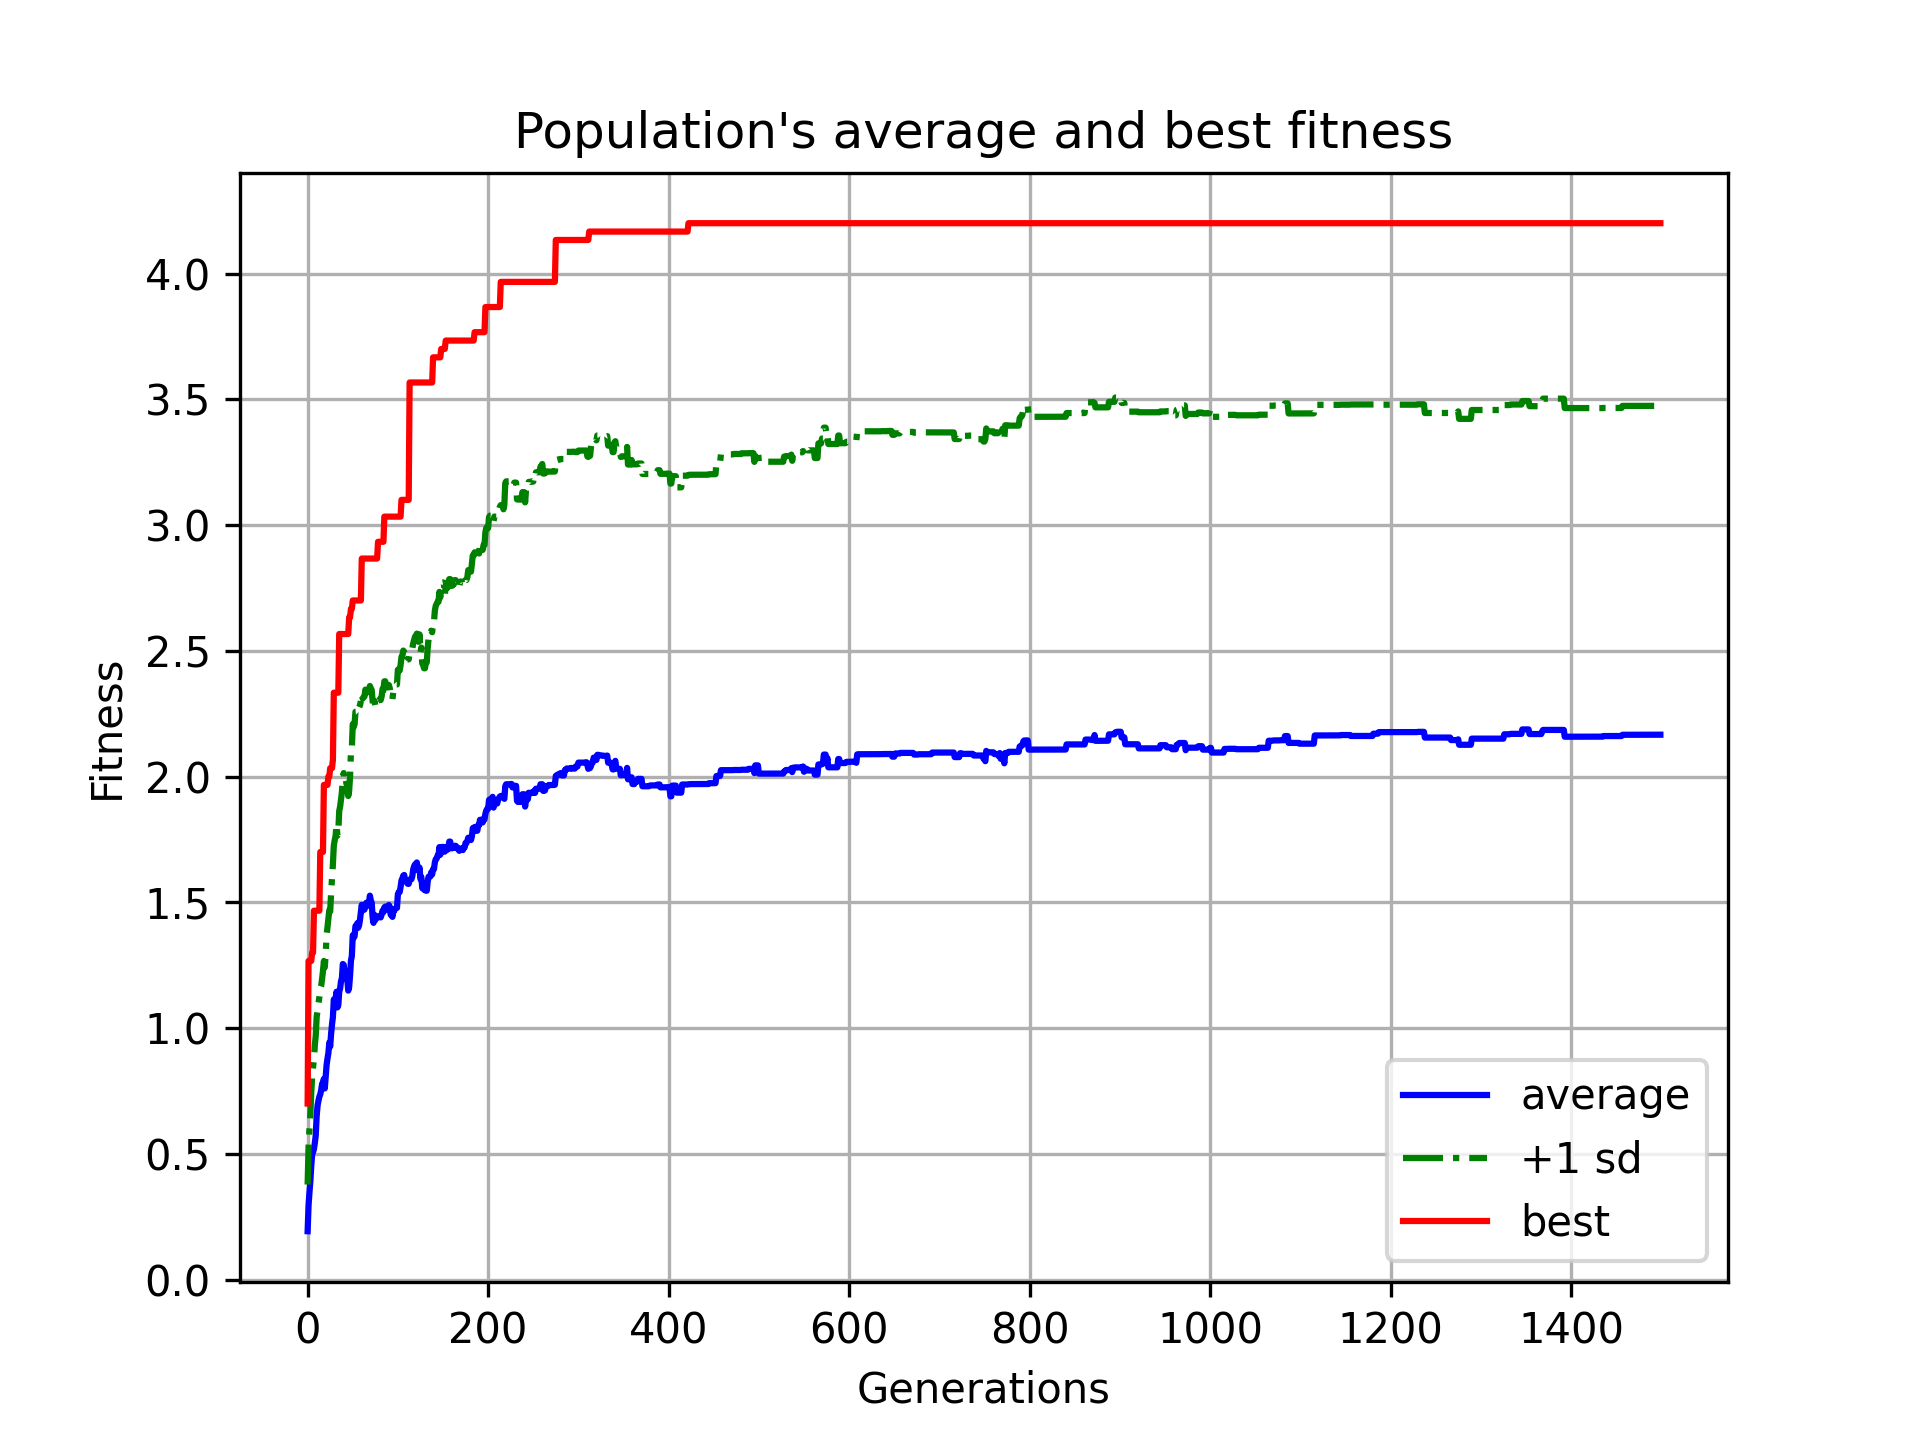 Population's average and best fitness
Fitness
4.0
3.5
3.0
2.5
2.0
1.5
1.0
0.5
0.0
average
+1 sd
best
0 200 400 600 800 1000 1200 1400
Generations